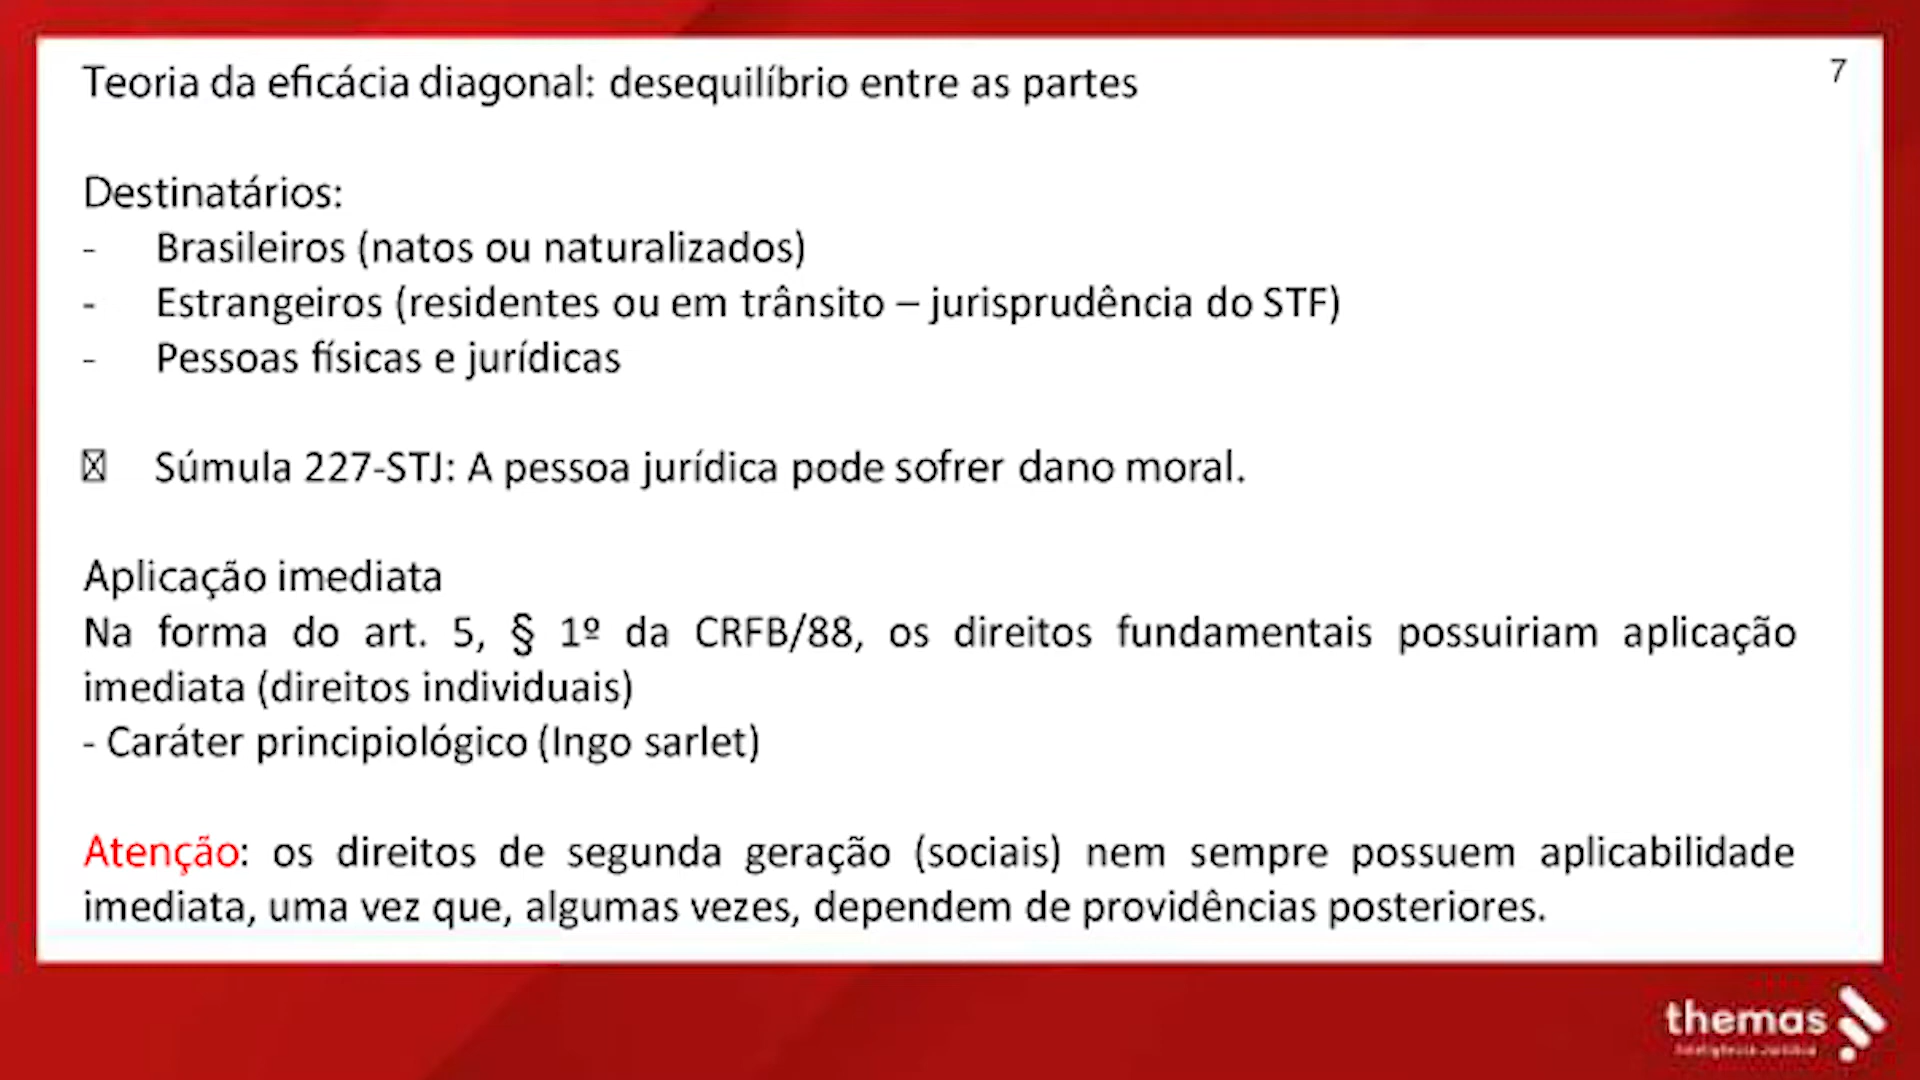 7
Teoria da eficácia diagonal: desequilíbrio entre as partes
Destinatários:
- Brasileiros (natos ou naturalizados)
- Estrangeiros (residentes ou em trânsito – jurisprudência do STF)
- Pessoas físicas e jurídicas
Súmula 227-STJ: A pessoa jurídica pode sofrer dano moral.
Aplicação imediata
Na forma do art. 5, § 1º da CRFB/88, os direitos fundamentais possuiriam aplicação
imediata (direitos individuais)
- Caráter principiológico (Ingo sarlet)
Atenção: os direitos de segunda geração (sociais) nem sempre possuem aplicabilidade
imediata, uma vez que, algumas vezes, dependem de providências posteriores.
themas
Inteligência Jurídica